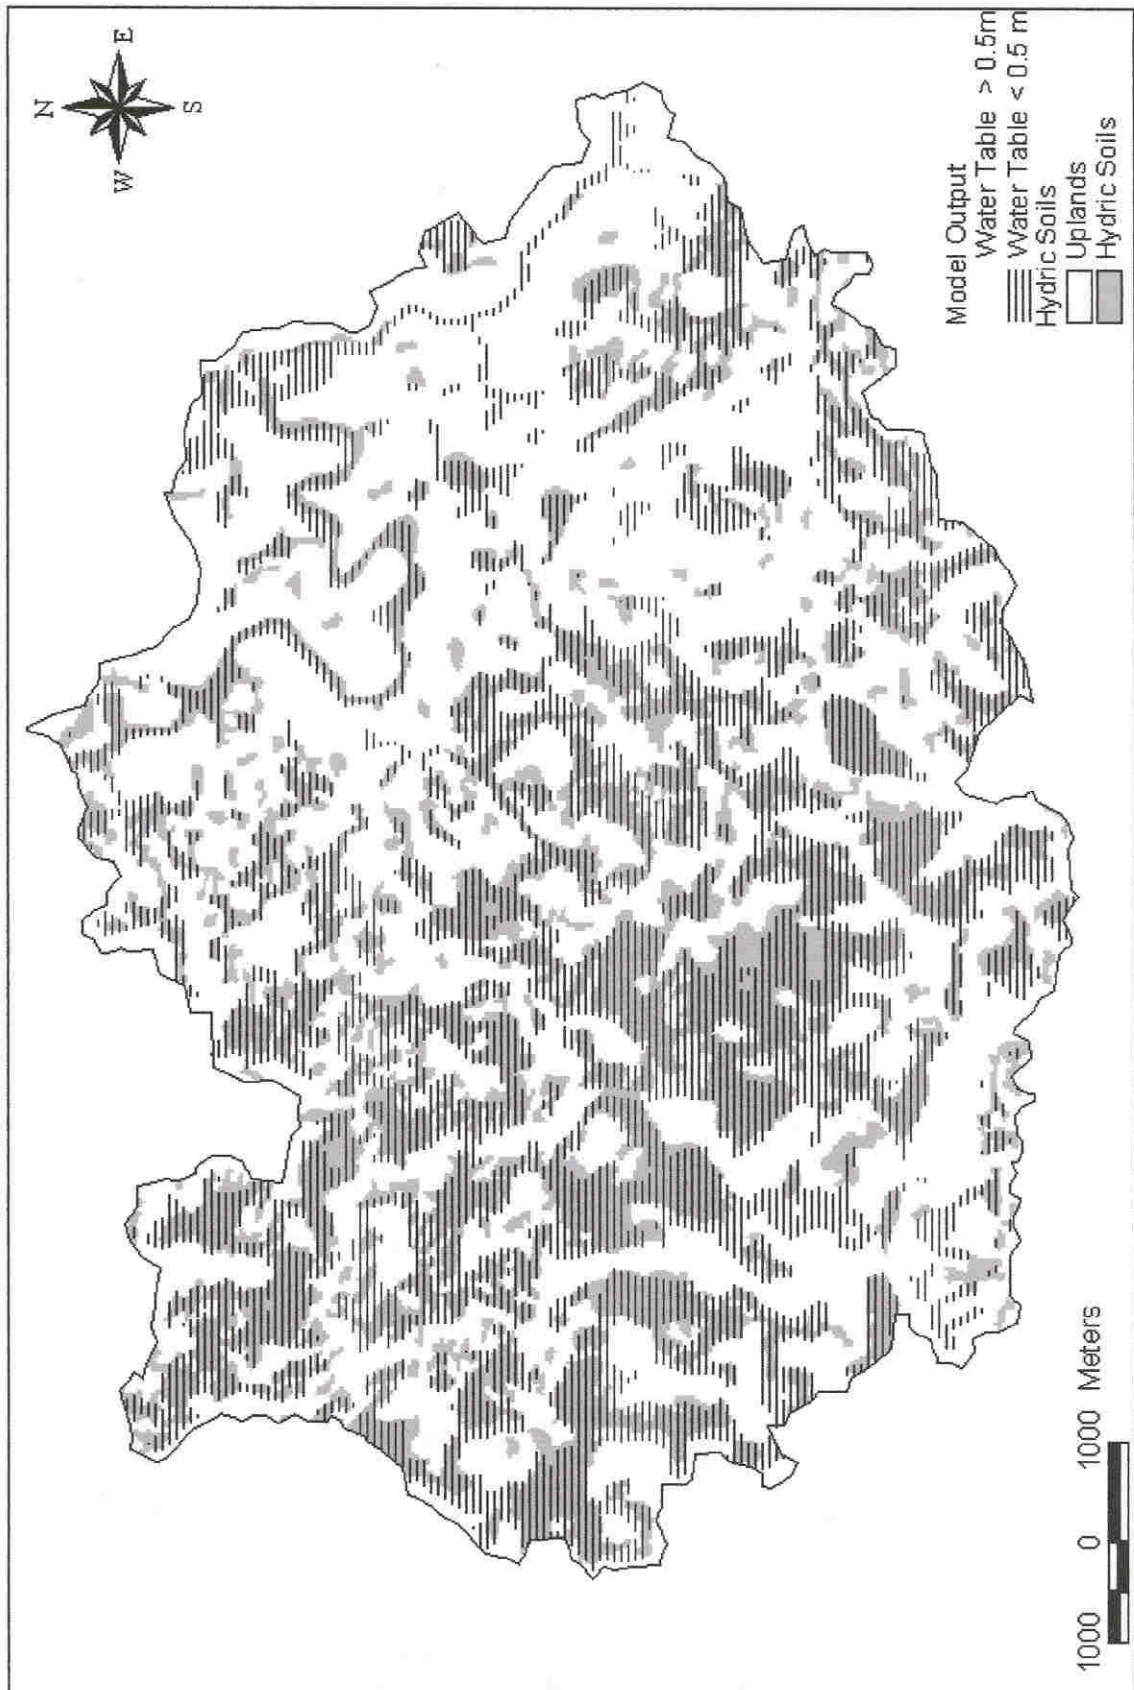 N
W E
S
Model Output
Water Table > 0.5m
Water Table < 0.5 m
Hydric Soils
Uplands
Hydric Soils
1000 0 1000 Meters